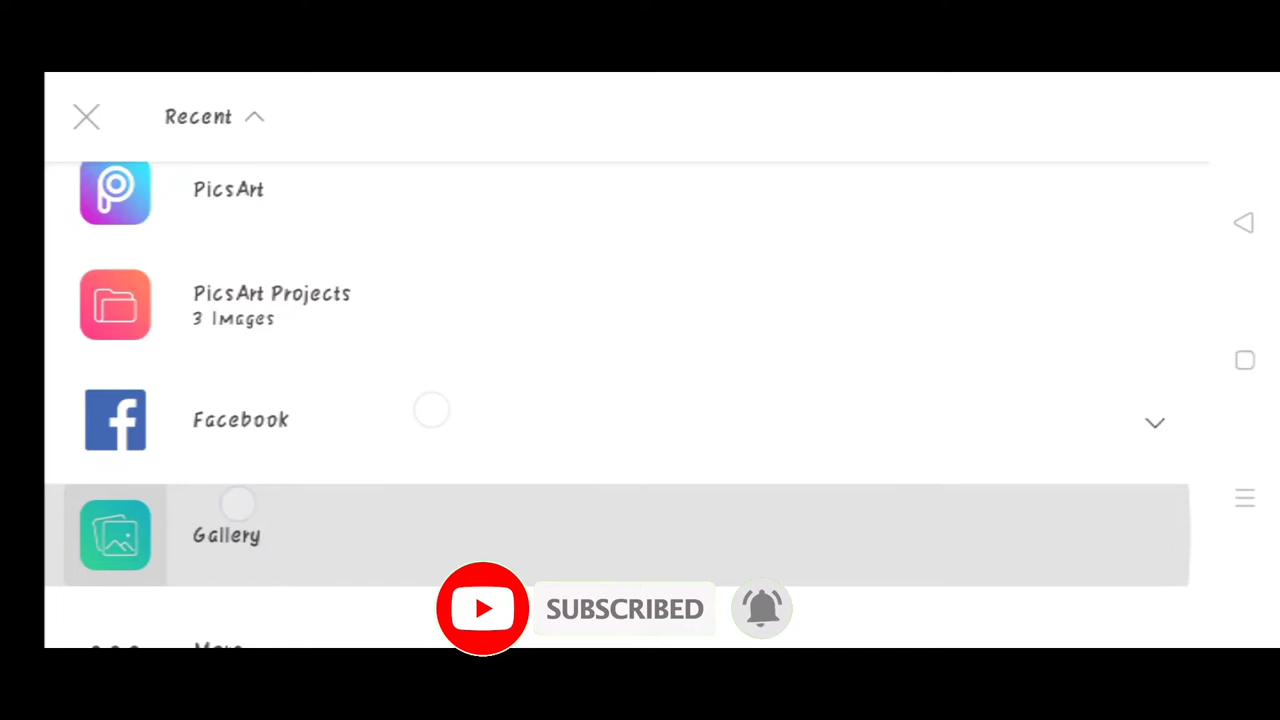 Recent
PicsArt
PicsArt Projects
3 Images
Facebook
Gallery
SUBSCRIBED